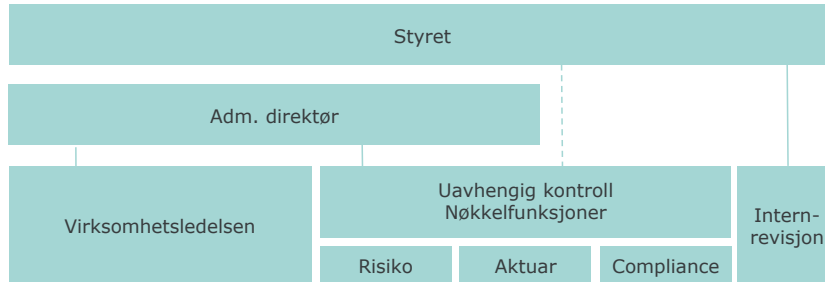 Styret
Adm. direktør
Virksomhetsledelsen
Uavhengig kontroll
Nøkkelfunksjoner
Intern-
revisjon
Risiko
Aktuar
Compliance